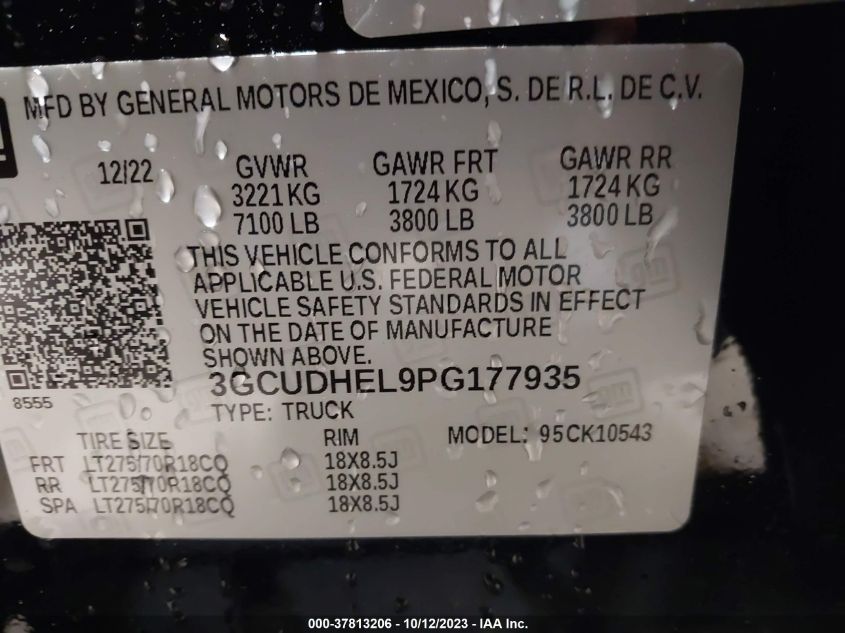 MFD BY GENERAL MOTORS DE MEXICO, S. DE R.L. DE C.V.
12/22 GVWR GAWR FRT GAWR RR
3221 KG 1724 KG 1724 KG
7100 LB 3800 LB 3800 LB
THIS VEHICLE CONFORMS TO ALL
APPLICABLE U.S. FEDERAL MOTOR
VEHICLE SAFETY STANDARDS IN EFFECT
ON THE DATE OF MANUFACTURE
SHOWN ABOVE.
3GCUDHEL9PG177935
8555
TYPE: TRUCK
TIRE SIZE RIM MODEL: 95CK10543
FRT LT275/70R18CQ 18X8.5J
RR LT275/70R18CQ 18X8.5J
SPA LT275/70R18CQ 18X8.5J
000-37813206 - 10/12/2023 - IAA Inc.